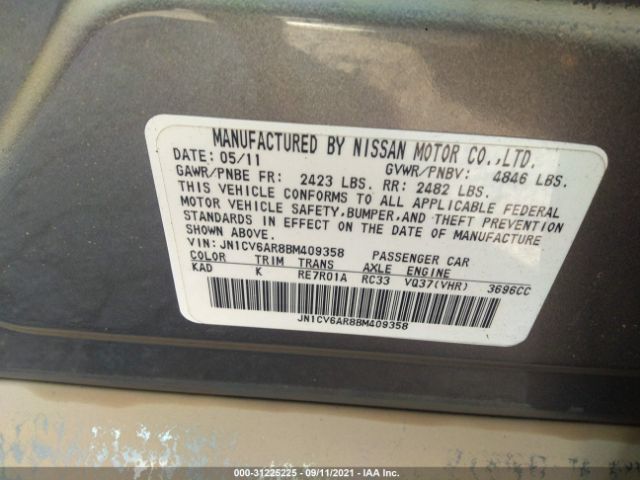 MANUFACTURED BY NISSAN MOTOR CO.,LTD.
DATE: 05/11 GVWR/PNBV: 4846 LBS.
GAWR/PNBE FR: 2423 LBS. RR: 2482 LBS.
THIS VEHICLE CONFORMS TO ALL APPLICABLE FEDERAL
MOTOR VEHICLE SAFETY,BUMPER,AND THEFT PREVENTION
STANDARDS IN EFFECT ON THE DATE OF MANUFACTURE
SHOWN ABOVE.
VIN: JN1CV6AR8BM409358 PASSENGER CAR
COLOR TRIM TRANS AXLE ENGINE
KAD K RE7R01A RC33 VQ37(VHR) 3696CC
JN1CV6AR8BM409358
000 - 31225225 - 09/11/2021 - IAA Inc.